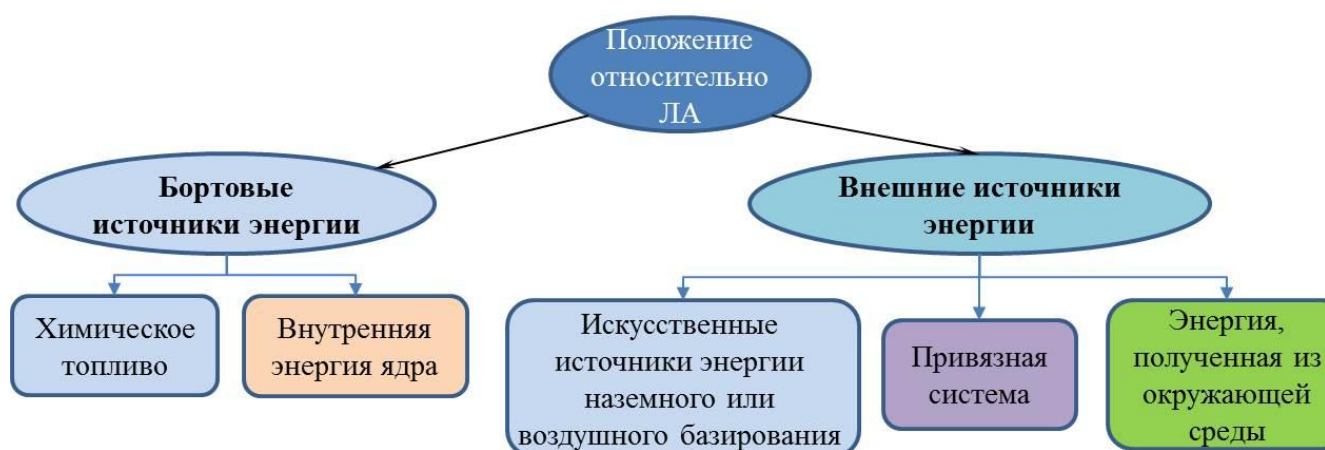 Положение
относительно
ЛА
Бортовые
источники энергии
Внешние источники
энергии
Химическое
топливо
Внутренняя
энергия ядра
Искусственные
источники энергии
наземного или
воздушного базирования
Привязная
система
Энергия,
полученная из
окружающей
среды